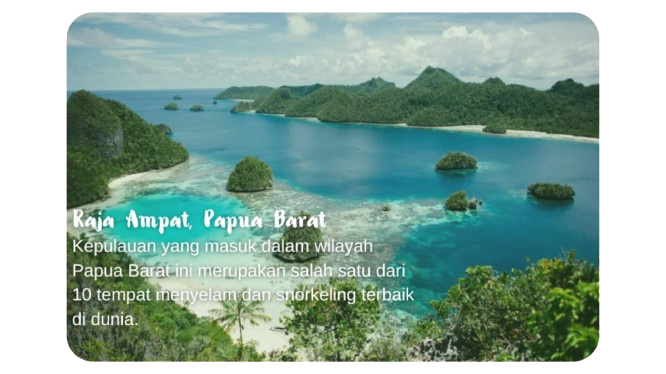 Raja Ampat, Papua Barat
Kepulauan yang masuk dalam wilayah
Papua Barat ini merupakan salah satu dari
10 tempat menyelam dan snorkeling terbaik
di dunia.